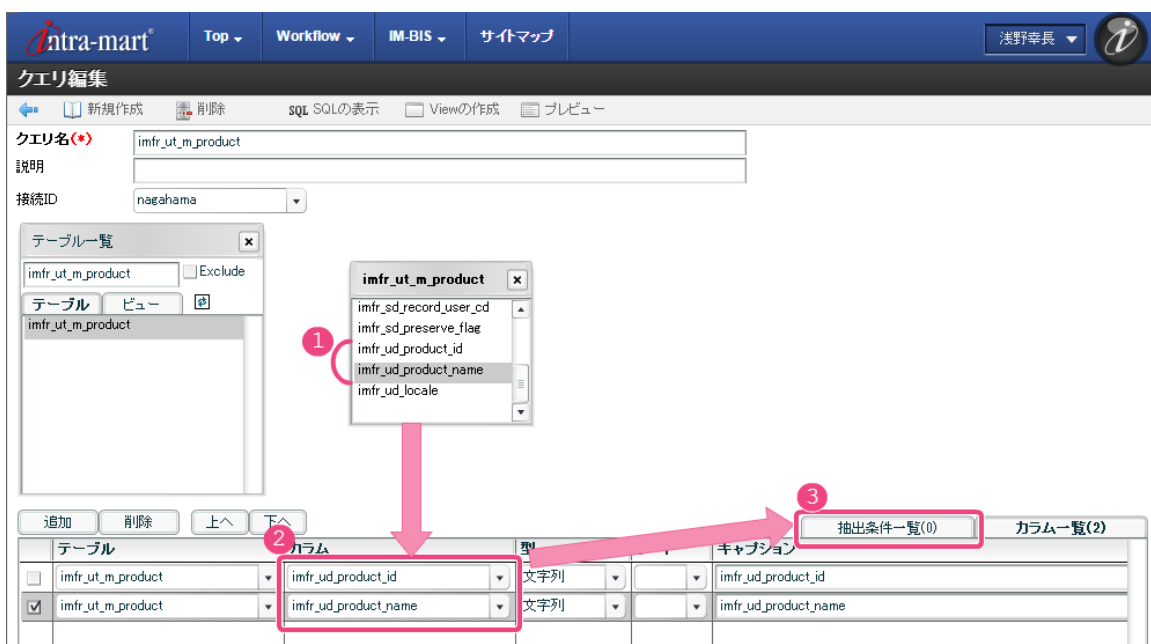 intra-mart® Top Workflow IM-BIS サイトマップ 浅野幸長
クエリ編集
新規作成 削除 SQL SQLの表示 Viewの作成 プレビュー
クエリ名(*) imfr_ut_m_product
説明
接続ID nagahama
テーブル一覧
imfr_ut_m_product Exclude
テーブル ビュー
imfr_ut_m_product
imfr_ut_m_product
imfr_sd_record_user_cd
imfr_sd_preserve_flag
1
imfr_ud_product_id
imfr_ud_product_name
imfr_ud_locale
3
追加 削除 上へ 下へ 抽出条件一覧(0) カラム一覧(2)
2
テーブル カラム 型 キャプション
imfr_ut_m_product imfr_ud_product_id 文字列 imfr_ud_product_id
imfr_ut_m_product imfr_ud_product_name 文字列 imfr_ud_product_name